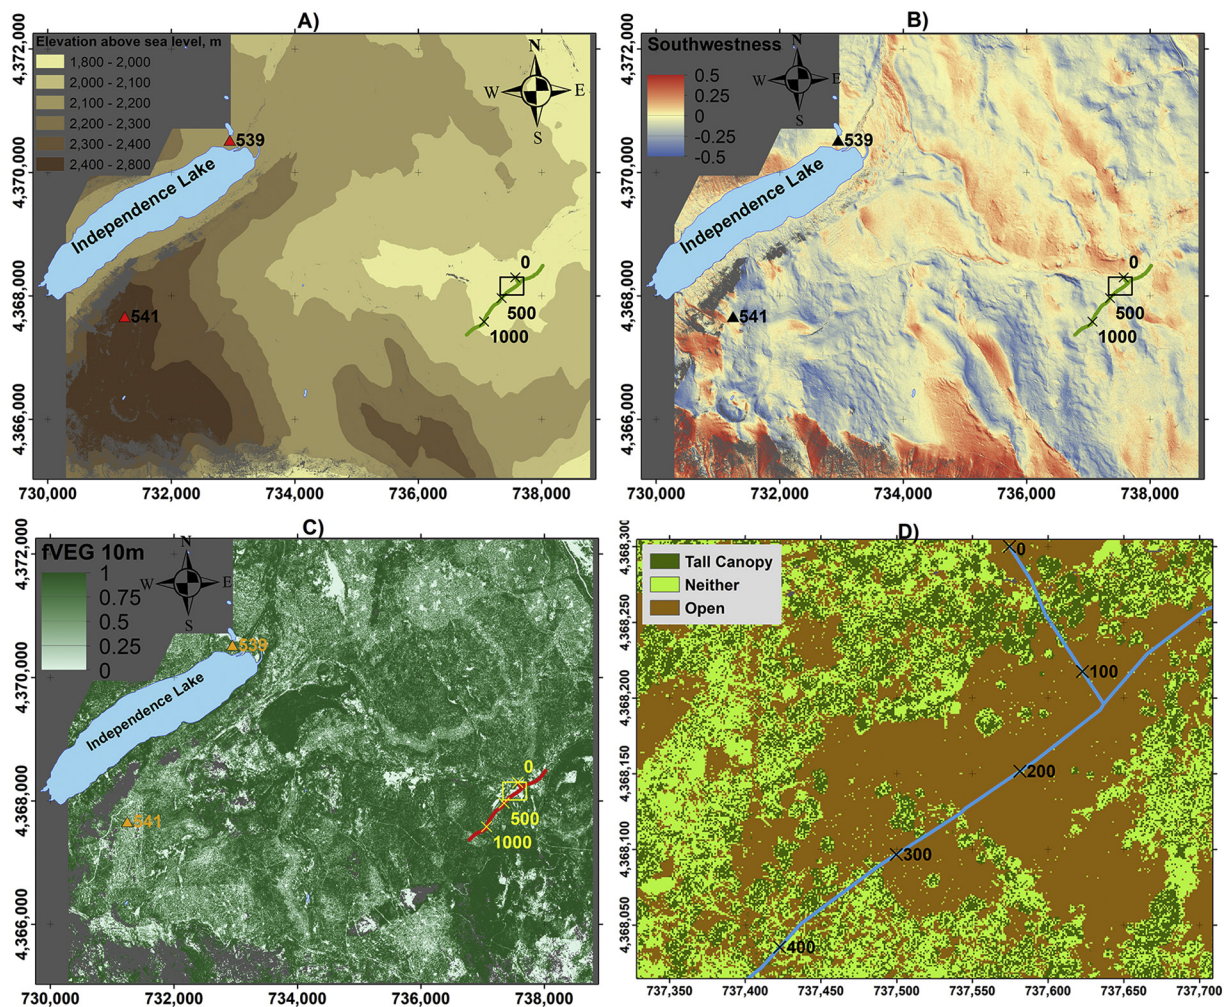 A)
4,372,000
4,370,000
4,368,000
4,366,000
Elevation above sea level, m
1,800 - 2,000
2,000 - 2,100
2,100 - 2,200
2,200 - 2,300
2,300 - 2,400
2,400 - 2,800
N
W E
S
539
Independence Lake
541
0
500
1000
730,000 732,000 734,000 736,000 738,000
B)
4,372,000
4,370,000
4,368,000
4,366,000
Southwestness
0.5
0.25
0
-0.25
-0.5
N
W E
S
539
Independence Lake
541
0
500
1000
730,000 732,000 734,000 736,000 738,000
C)
4,372,000
4,370,000
4,368,000
4,366,000
fVEG 10m
1
0.75
0.5
0.25
0
N
W E
S
539
Independence Lake
541
0
500
1000
730,000 732,000 734,000 736,000 738,000
D)
4,368,300
4,368,250
4,368,200
4,368,150
4,368,100
4,368,050
Tall Canopy
Neither
Open
0
100
200
300
400
737,350 737,400 737,450 737,500 737,550 737,600 737,650 737,700